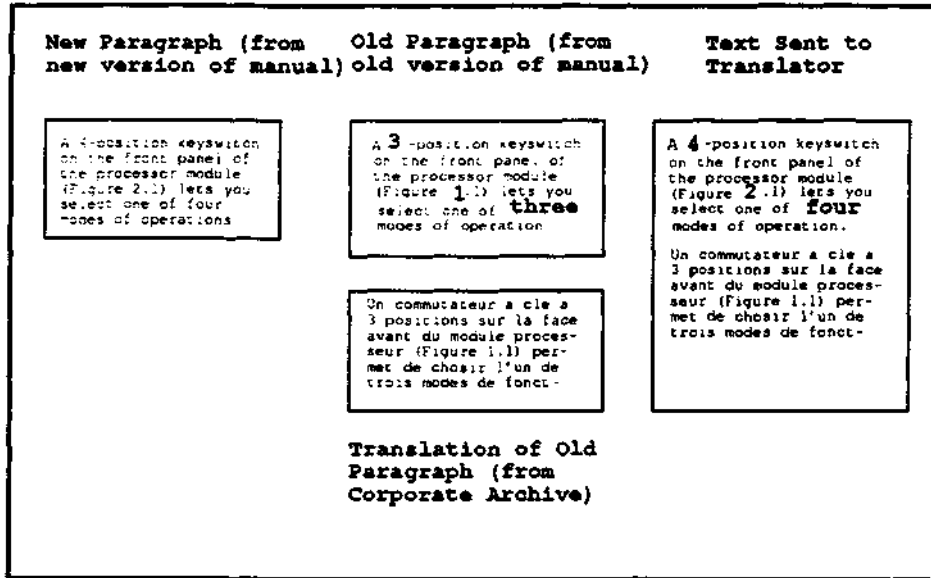 New Paragraph (from
new version of manual)
A 4-position keyswitch
on the front panel of
the processor module
(Figure 2.1) lets you
select one of four
modes of operations
Old Paragraph (from
old version of manual)
A 3 -position keyswitch
on the front panel of
the processor module
(Figure 1.1) lets you
select one of three
modes of operation
Un commutateur a cle a
3 positions sur la face
avant du module proces-
seur (Figure 1.1) per-
met de chosir l'un de
trois modes de fonct-
Translation of Old
Paragraph (from
Corporate Archive)
Text Sent to
Translator
A 4 -position keyswitch
on the front panel of
the processor module
(Figure 2.1) lets you
select one of four
modes of operation.
Un commutateur a cle a
3 positions sur la face
avant du module proces-
seur (Figure 1.1) per-
met de chosir l'un de
trois modes de fonct-